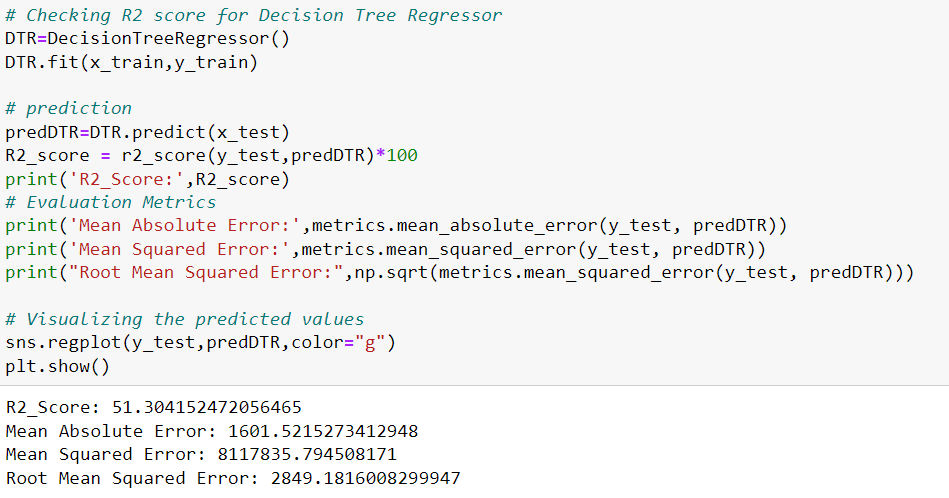 # Checking R2 score for Decision Tree Regressor
DTR=DecisionTreeRegressor()
DTR.fit(x_train,y_train)
# prediction
predDTR=DTR.predict(x_test)
R2_score = r2_score(y_test,predDTR)*100
print('R2_Score:',R2_score)
# Evaluation Metrics
print('Mean Absolute Error:',metrics.mean_absolute_error(y_test, predDTR))
print('Mean Squared Error:',metrics.mean_squared_error(y_test, predDTR))
print("Root Mean Squared Error:",np.sqrt(metrics.mean_squared_error(y_test, predDTR)))
# Visualizing the predicted values
sns.regplot(y_test,predDTR,color="g")
plt.show()
R2_Score: 51.304152472056465
Mean Absolute Error: 1601.5215273412948
Mean Squared Error: 8117835.794508171
Root Mean Squared Error: 2849.1816008299947